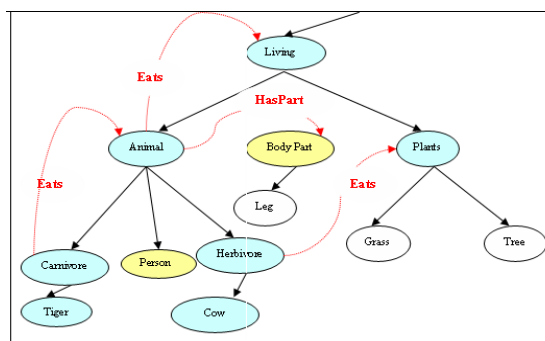 Living
Eats
HasPart
Animal
Body Part
Plants
Eats
Eats
Leg
Grass
Tree
Carnivore
Person
Herbivore
Tiger
Cow